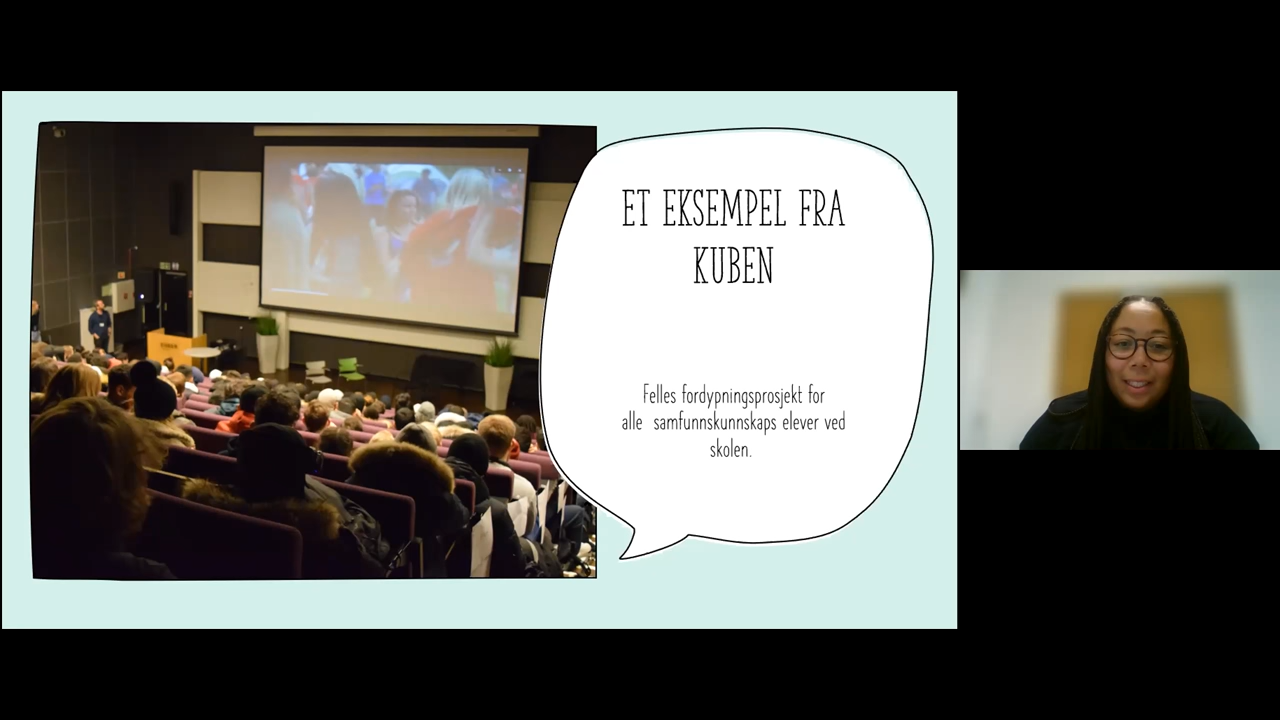 ET EKSEMPEL FRA
KUBEN
Felles fordypningsprosjekt for
alle samfunnskunnskaps elever ved
skolen.